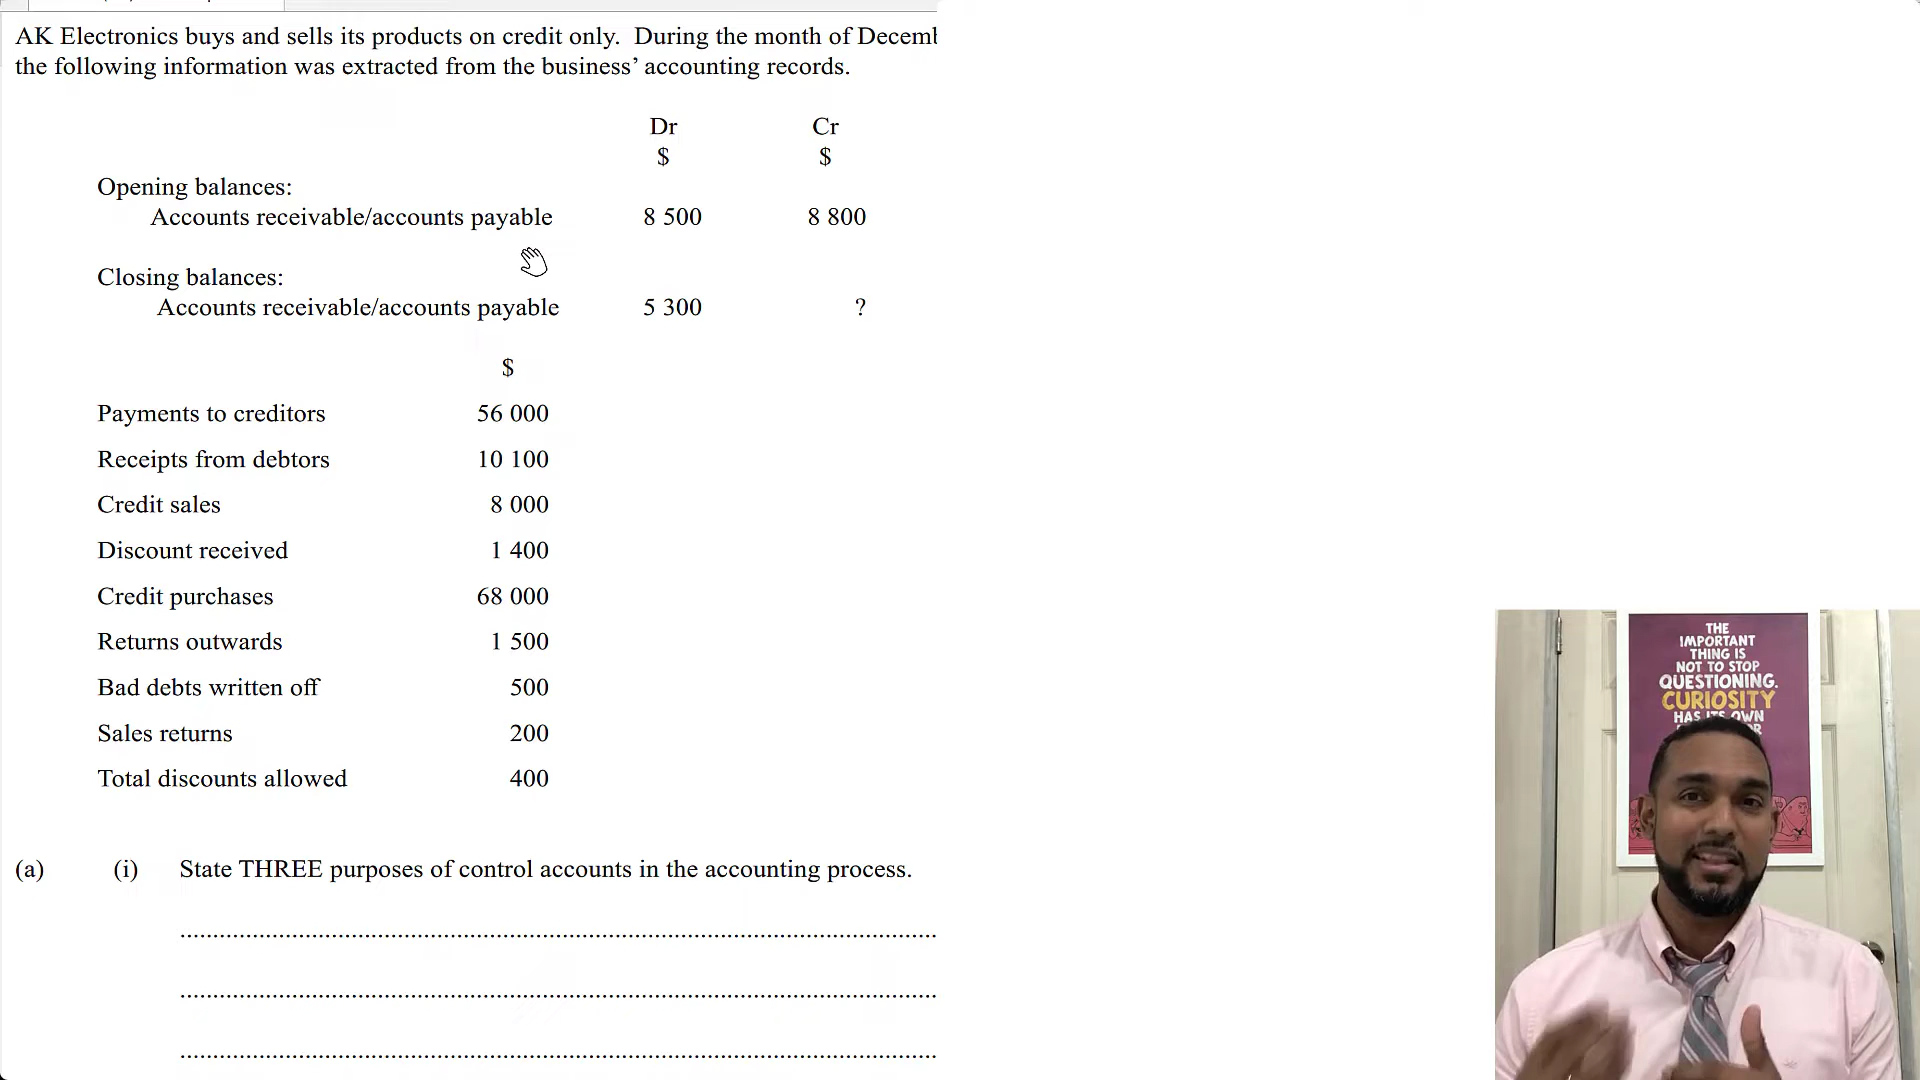 AK Electronics buys and sells its products on credit only. During the month of
the following information was extracted from the business’ accounting records.
Dr Cr
$ $
Opening balances:
Accounts receivable/accounts payable 8 500 8 800
Closing balances:
Accounts receivable/accounts payable 5 300 ?
$
Payments to creditors 56 000
Receipts from debtors 10 100
Credit sales 8 000
Discount received 1 400
Credit purchases 68 000
Returns outwards 1 500
Bad debts written off 500
Sales returns 200
Total discounts allowed 400
(a) (i) State THREE purposes of control accounts in the accounting process.
THE
IMPORTANT
THING IS
NOT TO STOP
QUESTIONING.
CURIOSITY
HAS ITS OWN